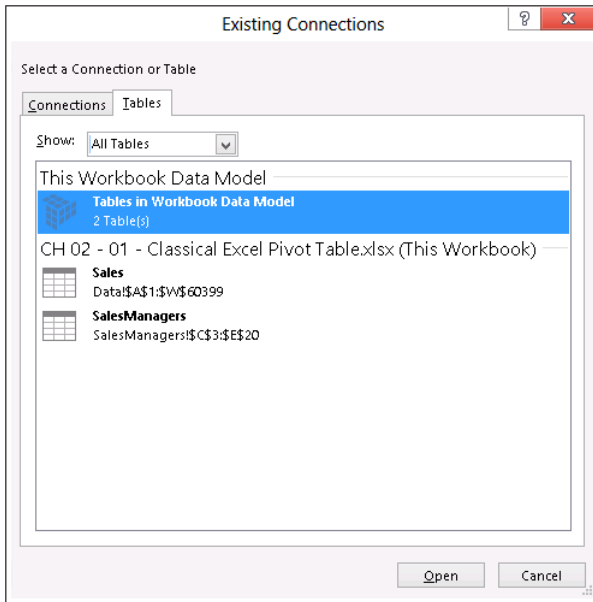 Existing Connections
?
x
Select a Connection or Table
Connections Tables
Show: All Tables
This Workbook Data Model
Tables in Workbook Data Model
2 Table(s)
CH 02 - 01 - Classical Excel Pivot Table.xlsx (This Workbook)
Sales
Data!$A$1:$W$60399
SalesManagers
SalesManagers!$C$3:$E$20
Open Cancel